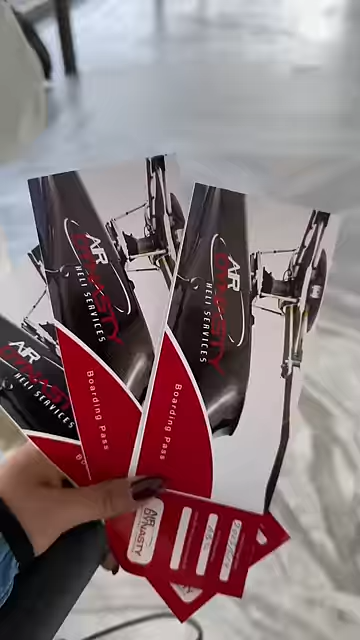 AIR
DYNASTY
HELI SERVICES
Boarding Pass
AIR
DYNASTY
HELI SERVICES
Boarding Pass
AIR
DYNASTY
HELI SERVICES
AIR
DYNASTY